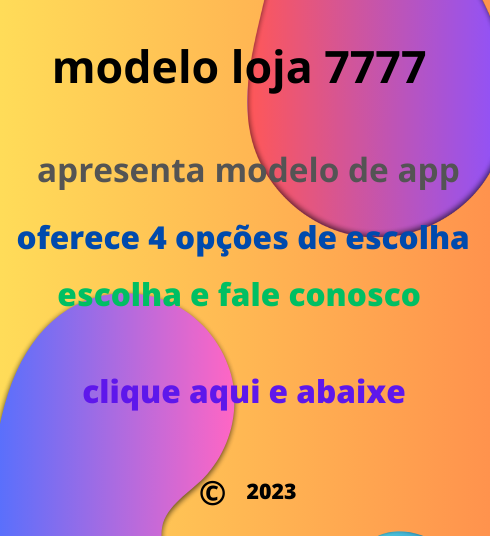 modelo loja 7777
apresenta modelo de app
oferece 4 opções de escolha
escolha e fale conosco
clique aqui e abaixe
© 2023